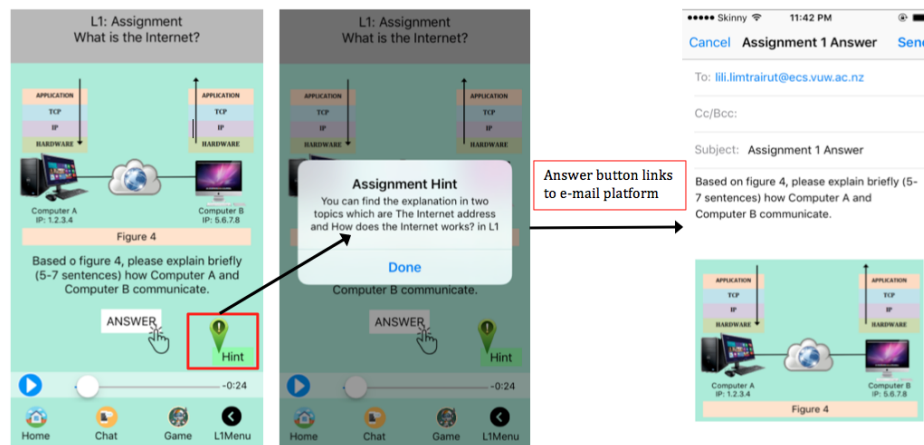 L1: Assignment
What is the Internet?
APPLICATION
TCP
IP
HARDWARE
APPLICATION
TCP
IP
HARDWARE
Computer A
IP: 1.2.3.4
Computer B
IP: 5.6.7.8
Figure 4
Based o figure 4, please explain briefly
(5-7 sentences) how Computer A and
Computer B communicate.
ANSWER
Hint
-0:24
Home
Chat
Game
L1Menu
L1: Assignment
What is the Internet?
APPLICATION
TCP
IP
HARDWARE
APPLICATION
TCP
IP
HARDWARE
Assignment Hint
You can find the explanation in two
topics which are The Internet address
and How does the Internet works? in L1
Done
Computer B communicate.
ANSWER
Hint
-0:24
Home
Chat
Game
L1Menu
Answer button links
to e-mail platform
Skinny
11:42 PM
Cancel
Assignment 1 Answer
Send
To: lili.limtrairut@ecs.vuw.ac.nz
Cc/Bcc:
Subject: Assignment 1 Answer
Based on figure 4, please explain briefly (5-
7 sentences) how Computer A and
Computer B communicate.
APPLICATION
TCP
IP
HARDWARE
APPLICATION
TCP
IP
HARDWARE
Computer A
IP: 1.2.3.4
Computer B
IP: 5.6.7.8
Figure 4